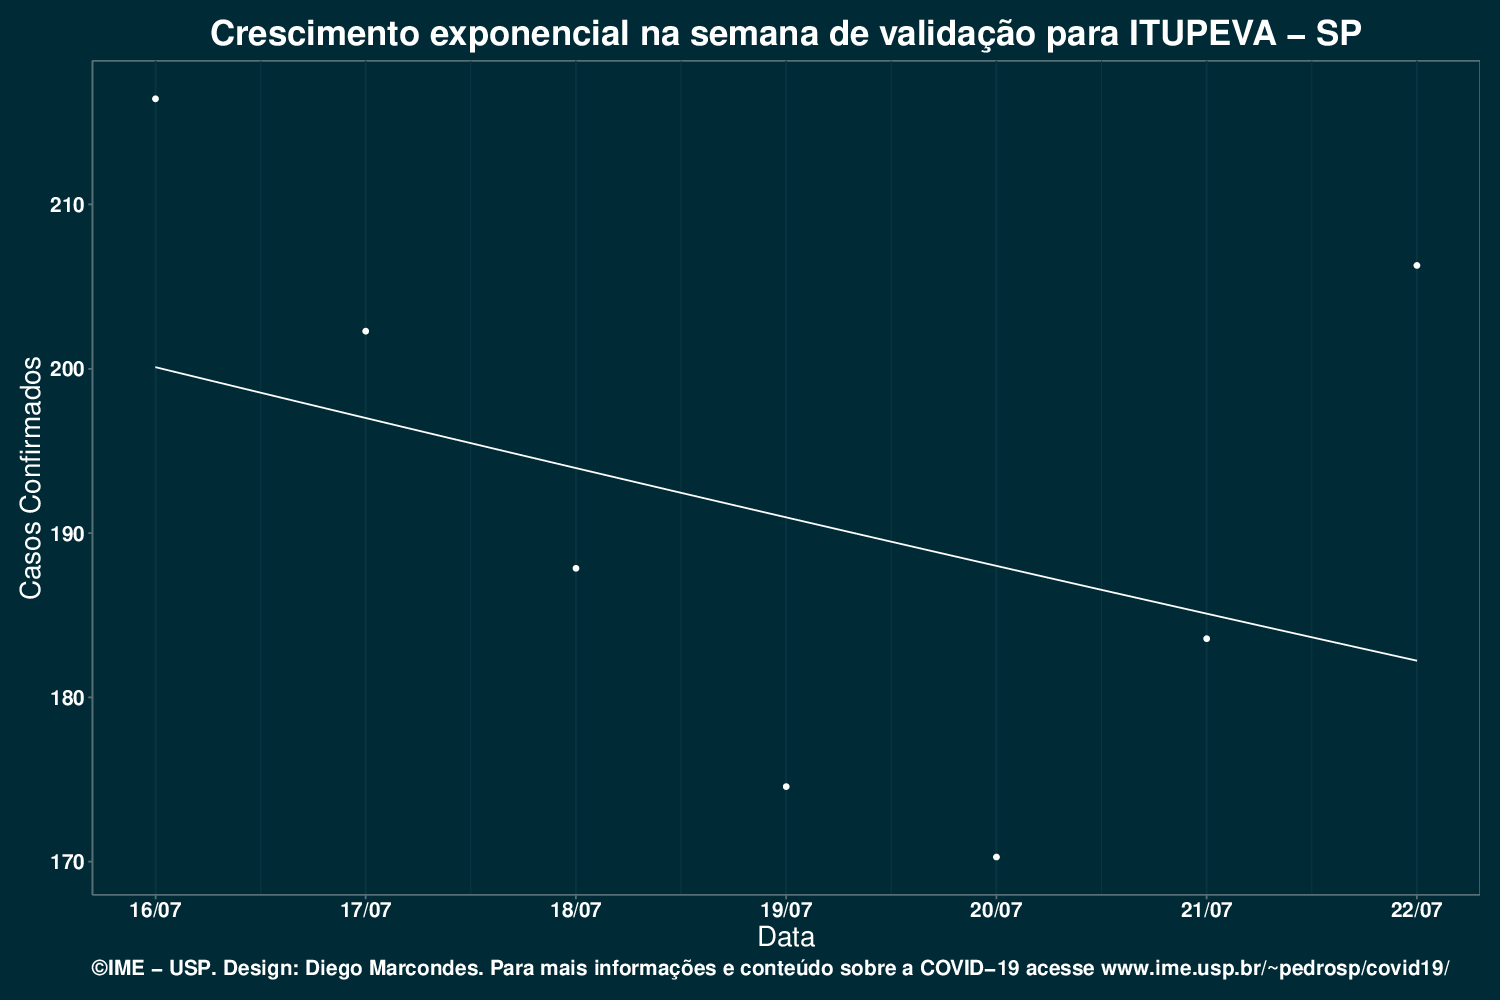 Crescimento exponencial na semana de validação para ITUPEVA – SP
Casos Confirmados
210
200
190
180
170
16/07 17/07 18/07 19/07 20/07 21/07 22/07
Data
©IME – USP. Design: Diego Marcondes. Para mais informações e conteúdo sobre a COVID–19 acesse www.ime.usp.br/~pedrosp/covid19/